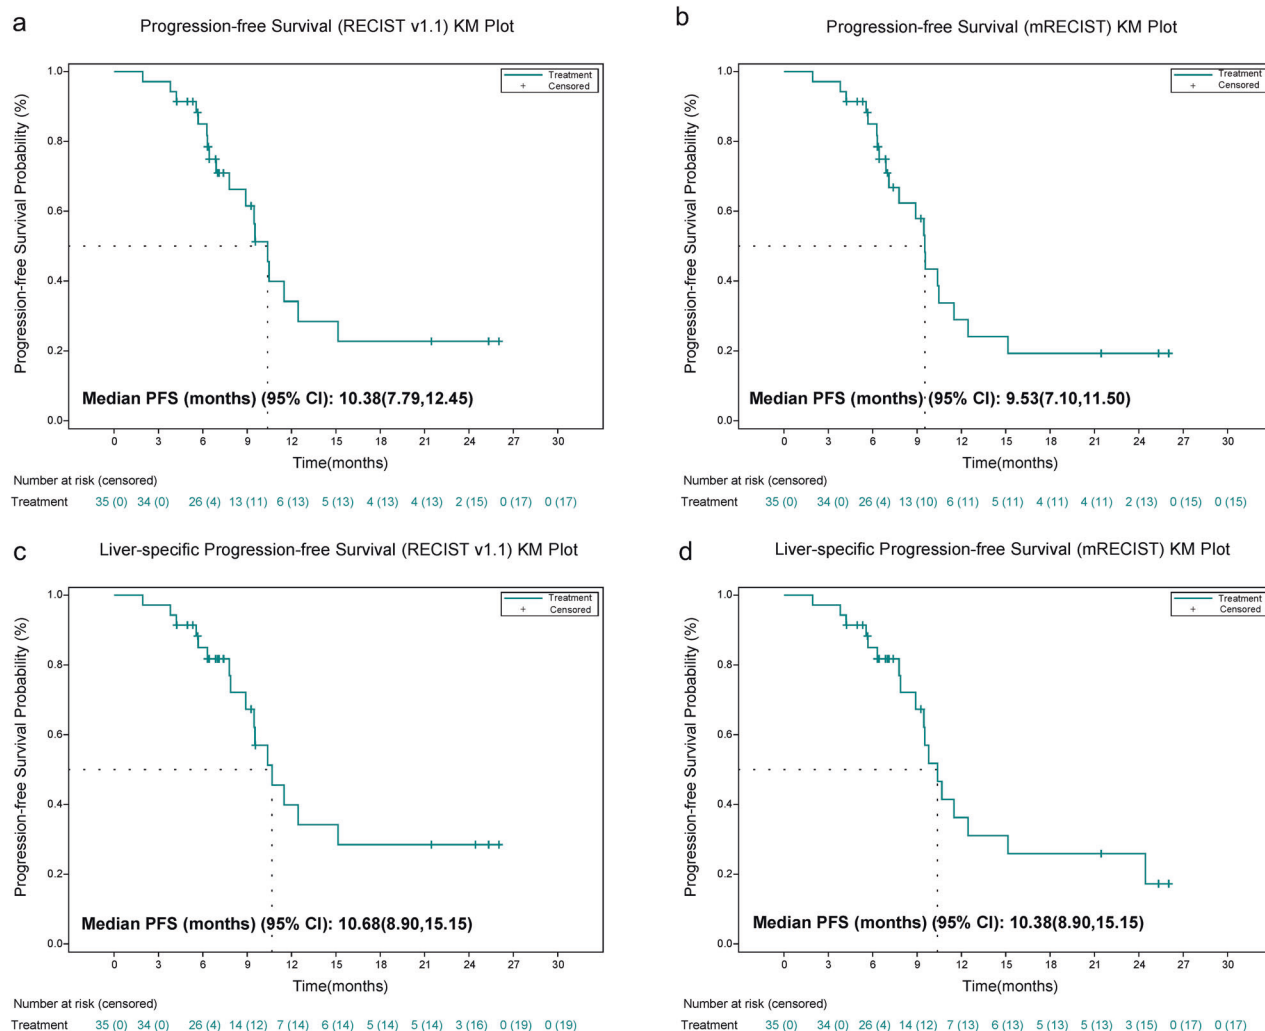 a
Progression-free Survival (RECIST v1.1) KM Plot
Treatment
+ Censored
Progression-free Survival Probability (%)
1.0
0.8
0.6
0.4
0.2
0.0
Median PFS (months) (95% CI): 10.38(7.79,12.45)
0 3 6 9 12 15 18 21 24 27 30
Time(months)
Number at risk (censored)
Treatment 35 (0) 34 (0) 26 (4) 13 (11) 6 (13) 5 (13) 4 (13) 4 (13) 2 (15) 0 (17) 0 (17)
b
Progression-free Survival (mRECIST) KM Plot
Treatment
+ Censored
Progression-free Survival Probability (%)
1.0
0.8
0.6
0.4
0.2
0.0
Median PFS (months) (95% CI): 9.53(7.10,11.50)
0 3 6 9 12 15 18 21 24 27 30
Time(months)
Number at risk (censored)
Treatment 35 (0) 34 (0) 26 (4) 13 (10) 6 (11) 5 (11) 4 (11) 4 (11) 2 (13) 0 (15) 0 (15)
c
Liver-specific Progression-free Survival (RECIST v1.1) KM Plot
Treatment
+ Censored
Progression-free Survival Probability (%)
1.0
0.8
0.6
0.4
0.2
0.0
Median PFS (months) (95% CI): 10.68(8.90,15.15)
0 3 6 9 12 15 18 21 24 27 30
Time(months)
Number at risk (censored)
Treatment 35 (0) 34 (0) 26 (4) 14 (12) 7 (14) 6 (14) 5 (14) 5 (14) 3 (16) 0 (19) 0 (19)
d
Liver-specific Progression-free Survival (mRECIST) KM Plot
Treatment
+ Censored
Progression-free Survival Probability (%)
1.0
0.8
0.6
0.4
0.2
0.0
Median PFS (months) (95% CI): 10.38(8.90,15.15)
0 3 6 9 12 15 18 21 24 27 30
Time(months)
Number at risk (censored)
Treatment 35 (0) 34 (0) 26 (4) 14 (12) 7 (13) 6 (13) 5 (13) 5 (13) 3 (15) 0 (17) 0 (17)